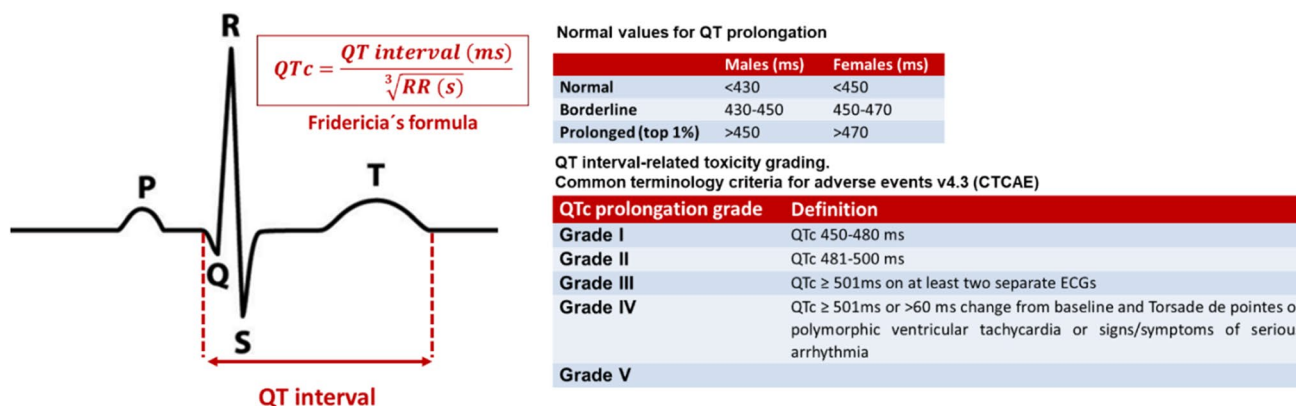 R
P
Q
S
T
QT interval
QTc = QT interval (ms) / ∛RR (s)
Fridericia´s formula
Normal values for QT prolongation
Males (ms) Females (ms)
Normal <430 <450
Borderline 430-450 450-470
Prolonged (top 1%) >450 >470
QT interval-related toxicity grading.
Common terminology criteria for adverse events v4.3 (CTCAE)
QTc prolongation grade Definition
Grade I QTc 450-480 ms
Grade II QTc 481-500 ms
Grade III QTc ≥ 501ms on at least two separate ECGs
Grade IV QTc ≥ 501ms or >60 ms change from baseline and Torsade de pointes o
polymorphic ventricular tachycardia or signs/symptoms of seriou
arrhythmia
Grade V